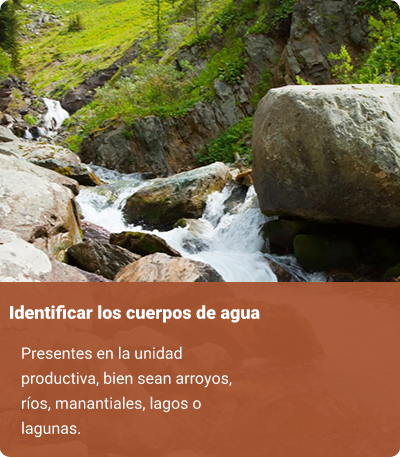 Identificar los cuerpos de agua
Presentes en la unidad
productiva, bien sean arroyos,
ríos, manantiales, lagos o
lagunas.